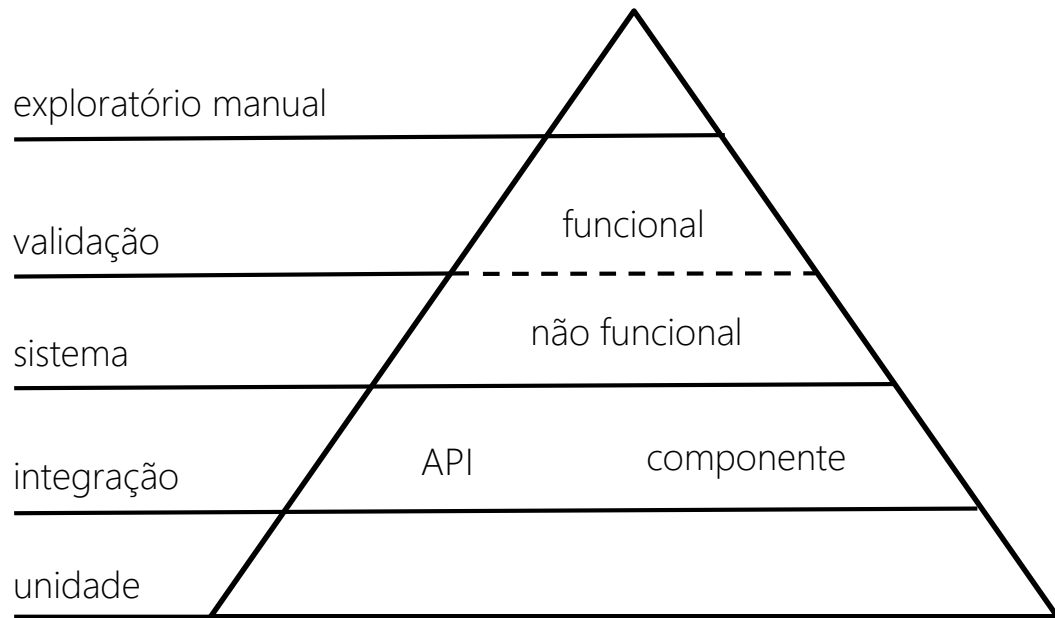 exploratório manual
validação
funcional
sistema
não funcional
integração
API
componente
unidade